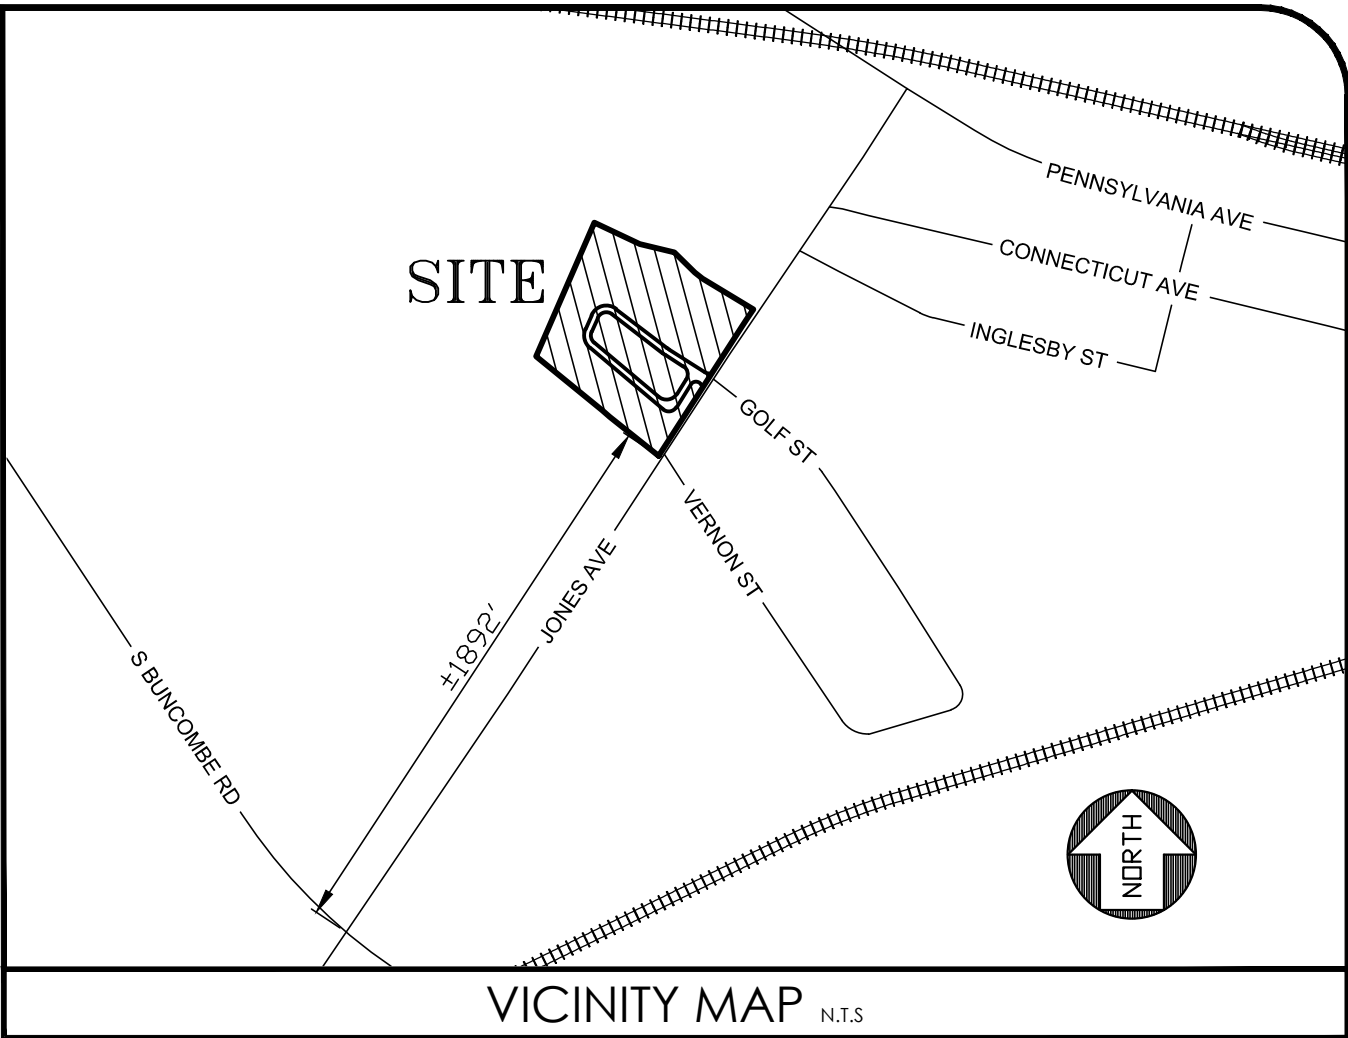 PENNSYLVANIA AVE
CONNECTICUT AVE
SITE
INGLESBY ST
GOLF ST
VERNON ST
JONES AVE
±1892'
S BUNCOMBE RD
NORTH
VICINITY MAP N.T.S